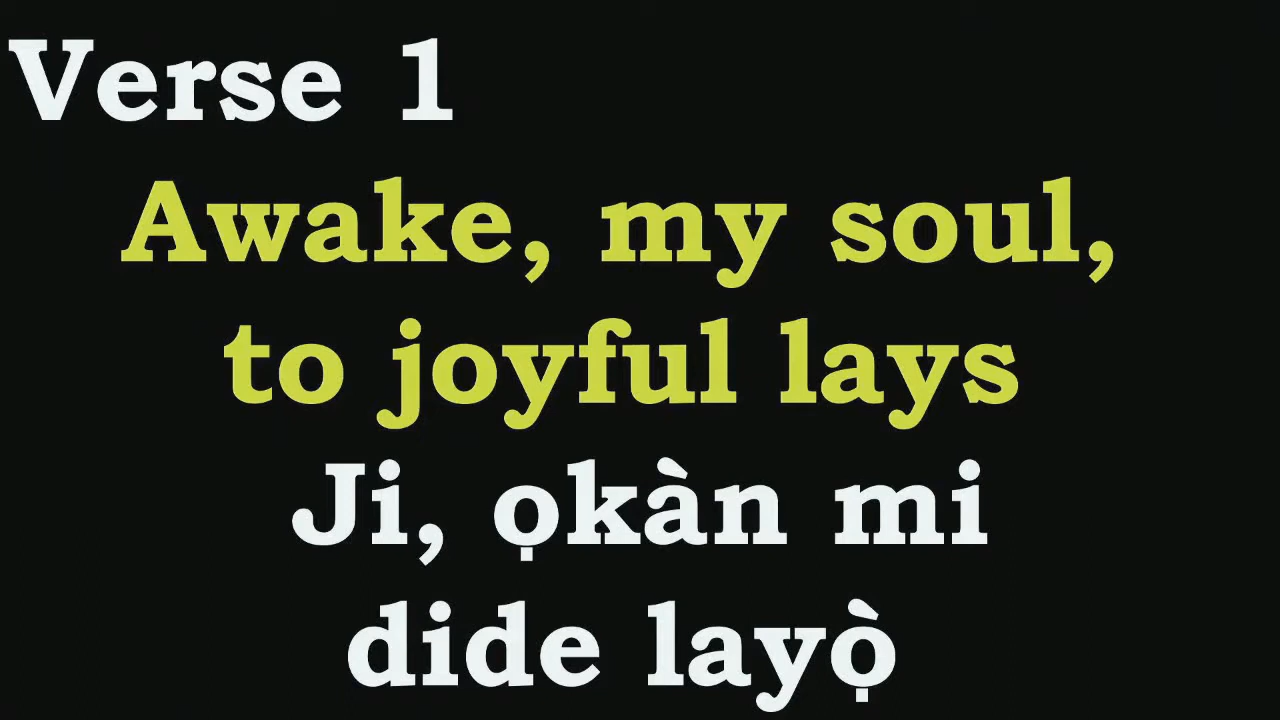 Verse 1
Awake, my soul,
to joyful lays
Ji, ọkàn mi
dide layọ̀